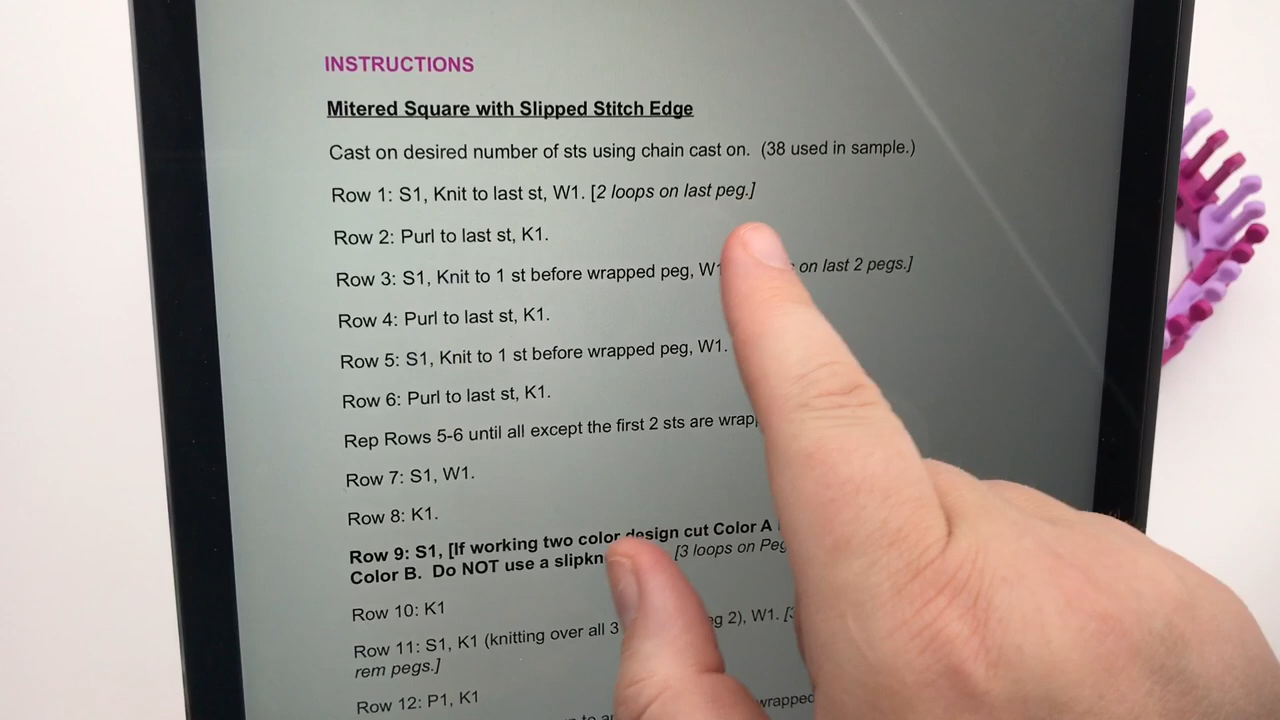 INSTRUCTIONS
Mitered Square with Slipped Stitch Edge
Cast on desired number of sts using chain cast on. (38 used in sample.)
Row 1: S1, Knit to last st, W1. [2 loops on last peg.]
Row 2: Purl to last st, K1.
Row 3: S1, Knit to 1 st before wrapped peg, on last 2 pegs.]
Row 4: Purl to last st, K1.
Row 5: S1, Knit to 1 st before wrapped peg, W1.
Row 6: Purl to last st, K1.
Rep Rows 5-6 until all except the first 2 sts are
Row 7: S1, W1.
Row 8: K1.
Row 9: S1, [If working two color design cut Color A
Color B. Do NOT use a [3 loops on
Row 10: K1
Row 11: S1, K1 (knitting over all 3 2), W1.
rem pegs.]
Row 12: P1, K1